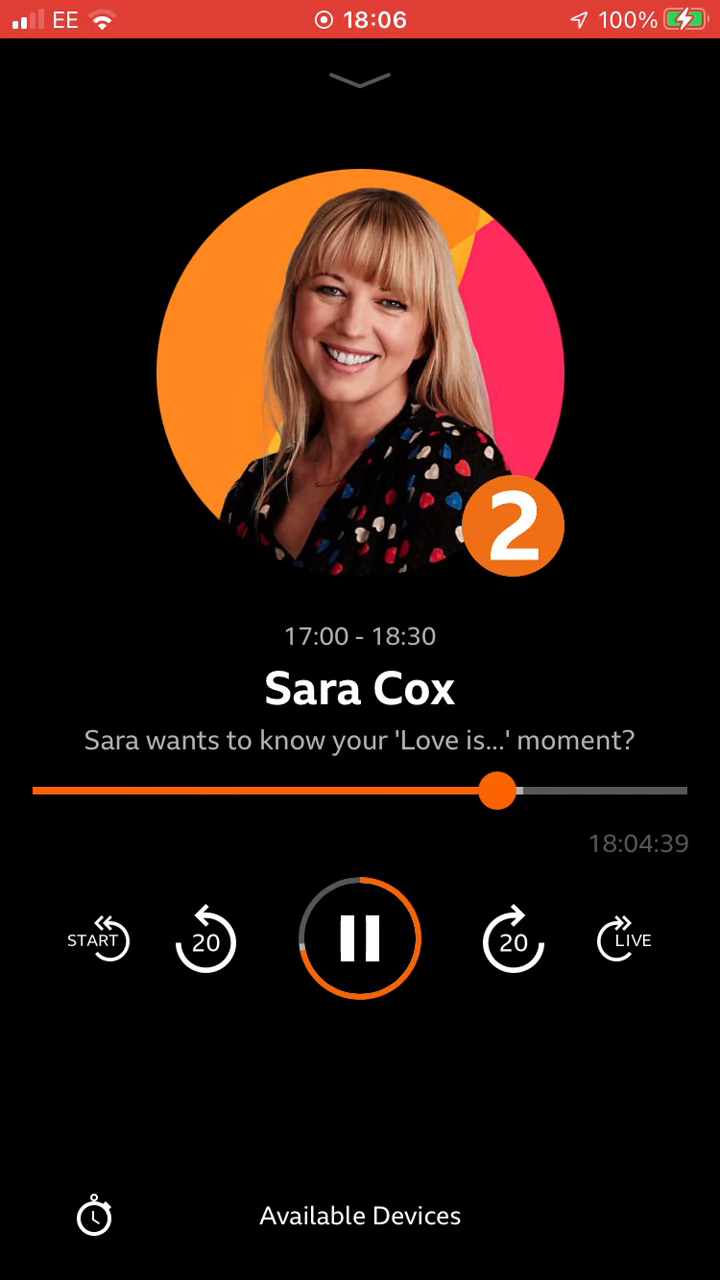 EE 18:06 100%
2
17:00 - 18:30
Sara Cox
Sara wants to know your 'Love is...' moment?
18:04:39
START 20 20 LIVE
Available Devices